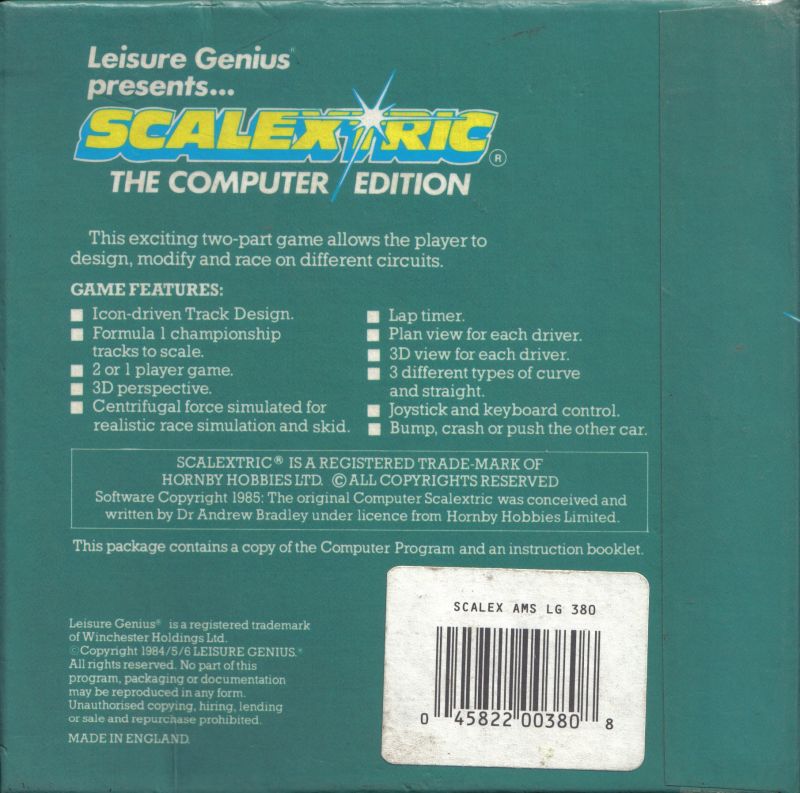 Leisure Genius®
presents...
SCALEXTRIC®
THE COMPUTER EDITION
This exciting two-part game allows the player to
design, modify and race on different circuits.
GAME FEATURES:
■ Icon-driven Track Design.
■ Formula 1 championship
tracks to scale.
■ 2 or 1 player game.
■ 3D perspective.
■ Centrifugal force simulated for
realistic race simulation and skid.
■ Lap timer.
■ Plan view for each driver.
■ 3D view for each driver.
■ 3 different types of curve
and straight.
■ Joystick and keyboard control.
■ Bump, crash or push the other car.
SCALEXTRIC® IS A REGISTERED TRADE-MARK OF
HORNBY HOBBIES LTD. © ALL COPYRIGHTS RESERVED
Software Copyright 1985: The original Computer Scalextric was conceived and
written by Dr Andrew Bradley under licence from Hornby Hobbies Limited.
This package contains a copy of the Computer Program and an instruction booklet.
Leisure Genius® is a registered trademark
of Winchester Holdings Ltd.
©Copyright 1984/5/6 LEISURE GENIUS.®
All rights reserved. No part of this
program, packaging or documentation
may be reproduced in any form.
Unauthorised copying, hiring, lending
or sale and repurchase prohibited.
MADE IN ENGLAND.
SCALEX AMS LG 380
0 45822 00380 8